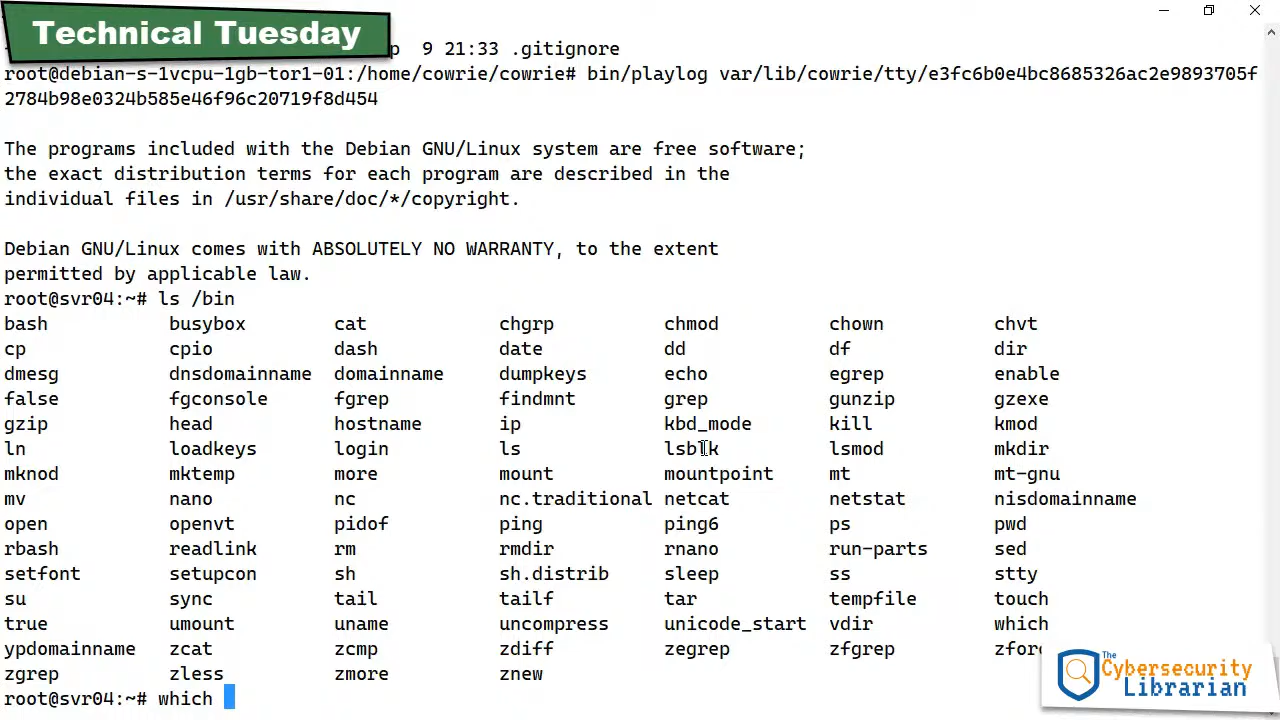 Technical Tuesday
p  9 21:33 .gitignore
root@debian-s-1vcpu-1gb-tor1-01:/home/cowrie/cowrie# bin/playlog var/lib/cowrie/tty/e3fc6b0e4bc8685326ac2e9893705f
2784b98e0324b585e46f96c20719f8d454
The programs included with the Debian GNU/Linux system are free software;
the exact distribution terms for each program are described in the
individual files in /usr/share/doc/*/copyright.
Debian GNU/Linux comes with ABSOLUTELY NO WARRANTY, to the extent
permitted by applicable law.
root@svr04:~# ls /bin
bash busybox cat chgrp chmod chown chvt
cp cpio dash date dd df dir
dmesg dnsdomainname domainname dumpkeys echo egrep enable
false fgconsole fgrep findmnt grep gunzip gzexe
gzip head hostname ip kbd_mode kill kmod
ln loadkeys login ls lsblk lsmod mkdir
mknod mktemp more mount mountpoint mt mt-gnu
mv nano nc nc.traditional netcat netstat nisdomainname
open openvt pidof ping ping6 ps pwd
rbash readlink rm rmdir rnano run-parts sed
setfont setupcon sh sh.distrib sleep ss stty
su sync tail tailf tar tempfile touch
true umount uname uncompress unicode_start vdir which
ypdomainname zcat zcmp zdiff zegrep zfgrep
zgrep zless zmore znew
root@svr04:~# which
The
Cybersecurity
Librarian